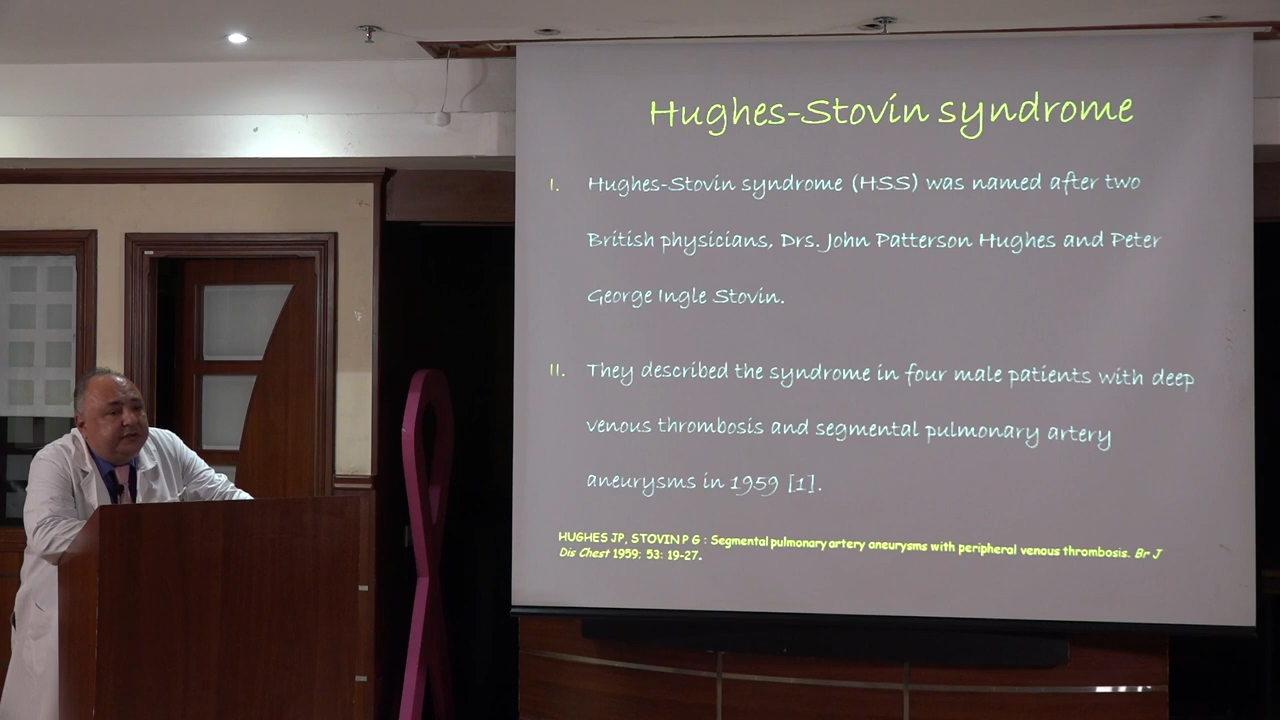 Hughes-Stovin syndrome
I. Hughes-Stovin syndrome (HSS) was named after two
British physicians, Drs. John Patterson Hughes and Peter
George Ingle Stovin.
II. They described the syndrome in four male patients with deep
venous thrombosis and segmental pulmonary artery
aneurysms in 1959 [1].
HUGHES JP, STOVIN P G : Segmental pulmonary artery aneurysms with peripheral venous thrombosis. Br J
Dis Chest 1959; 53: 19-27.